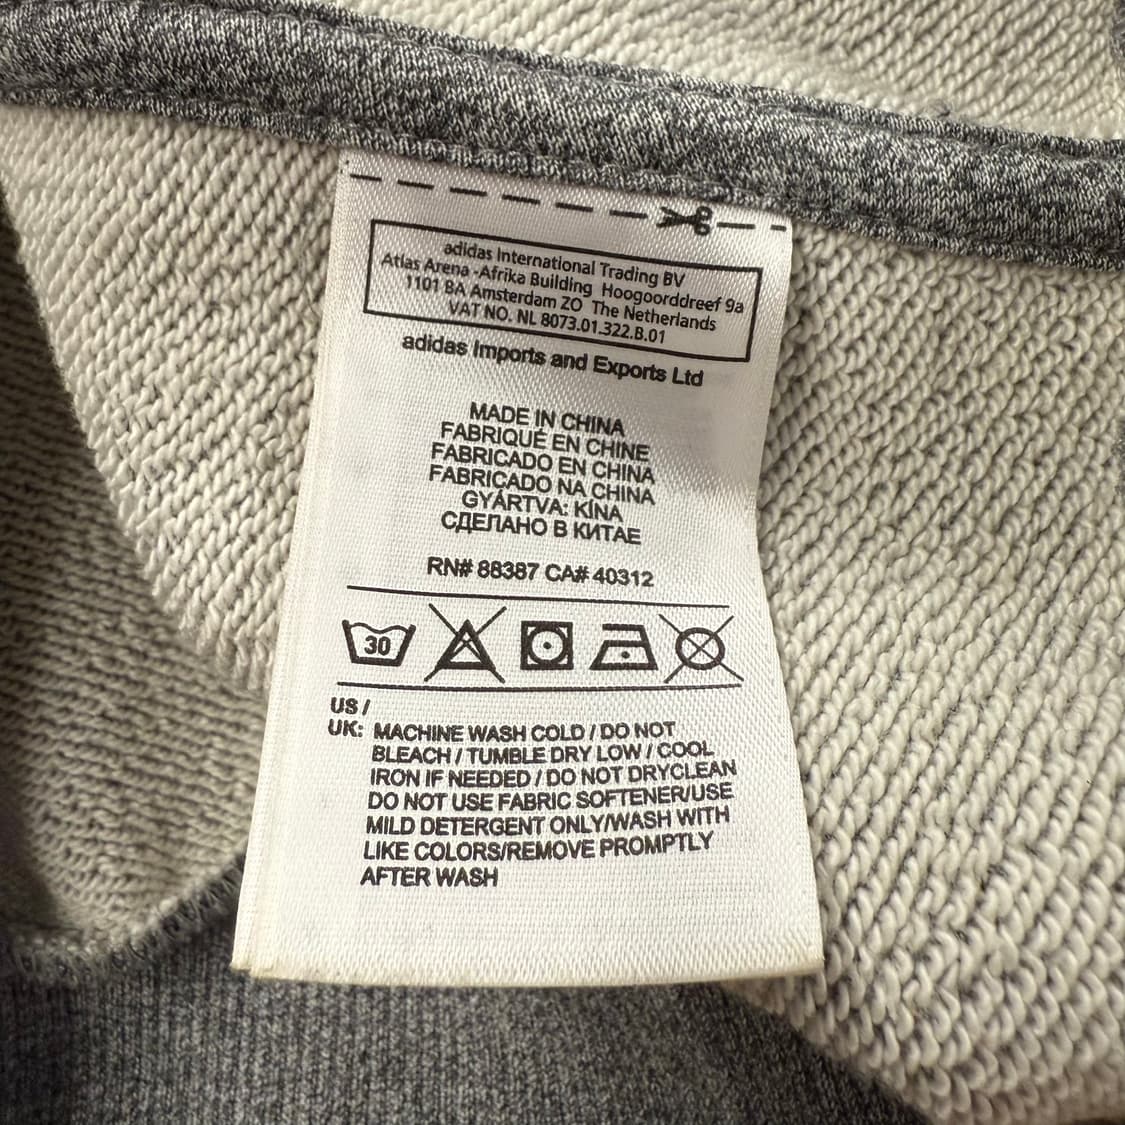 adidas International Trading BV
Atlas Arena -Afrika Building Hoogoorddreef 9a
1101 BA Amsterdam ZO The Netherlands
VAT NO. NL 8073.01.322.B.01
adidas Imports and Exports Ltd
MADE IN CHINA
FABRIQUÉ EN CHINE
FABRICADO EN CHINA
FABRICADO NA CHINA
GYÁRTVA: KÍNA
СДЕЛАНО В КИТАЕ
RN# 88387 CA# 40312
30
US /
UK: MACHINE WASH COLD / DO NOT
BLEACH / TUMBLE DRY LOW / COOL
IRON IF NEEDED / DO NOT DRYCLEAN
DO NOT USE FABRIC SOFTENER/USE
MILD DETERGENT ONLY/WASH WITH
LIKE COLORS/REMOVE PROMPTLY
AFTER WASH